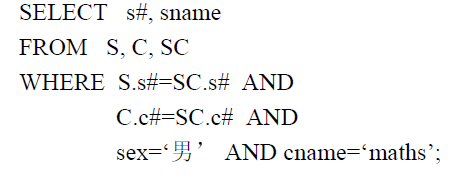 SELECT s#, sname
FROM S, C, SC
WHERE S.s#=SC.s# AND
C.c#=SC.c# AND
sex=‘男’ AND cname=‘maths’;